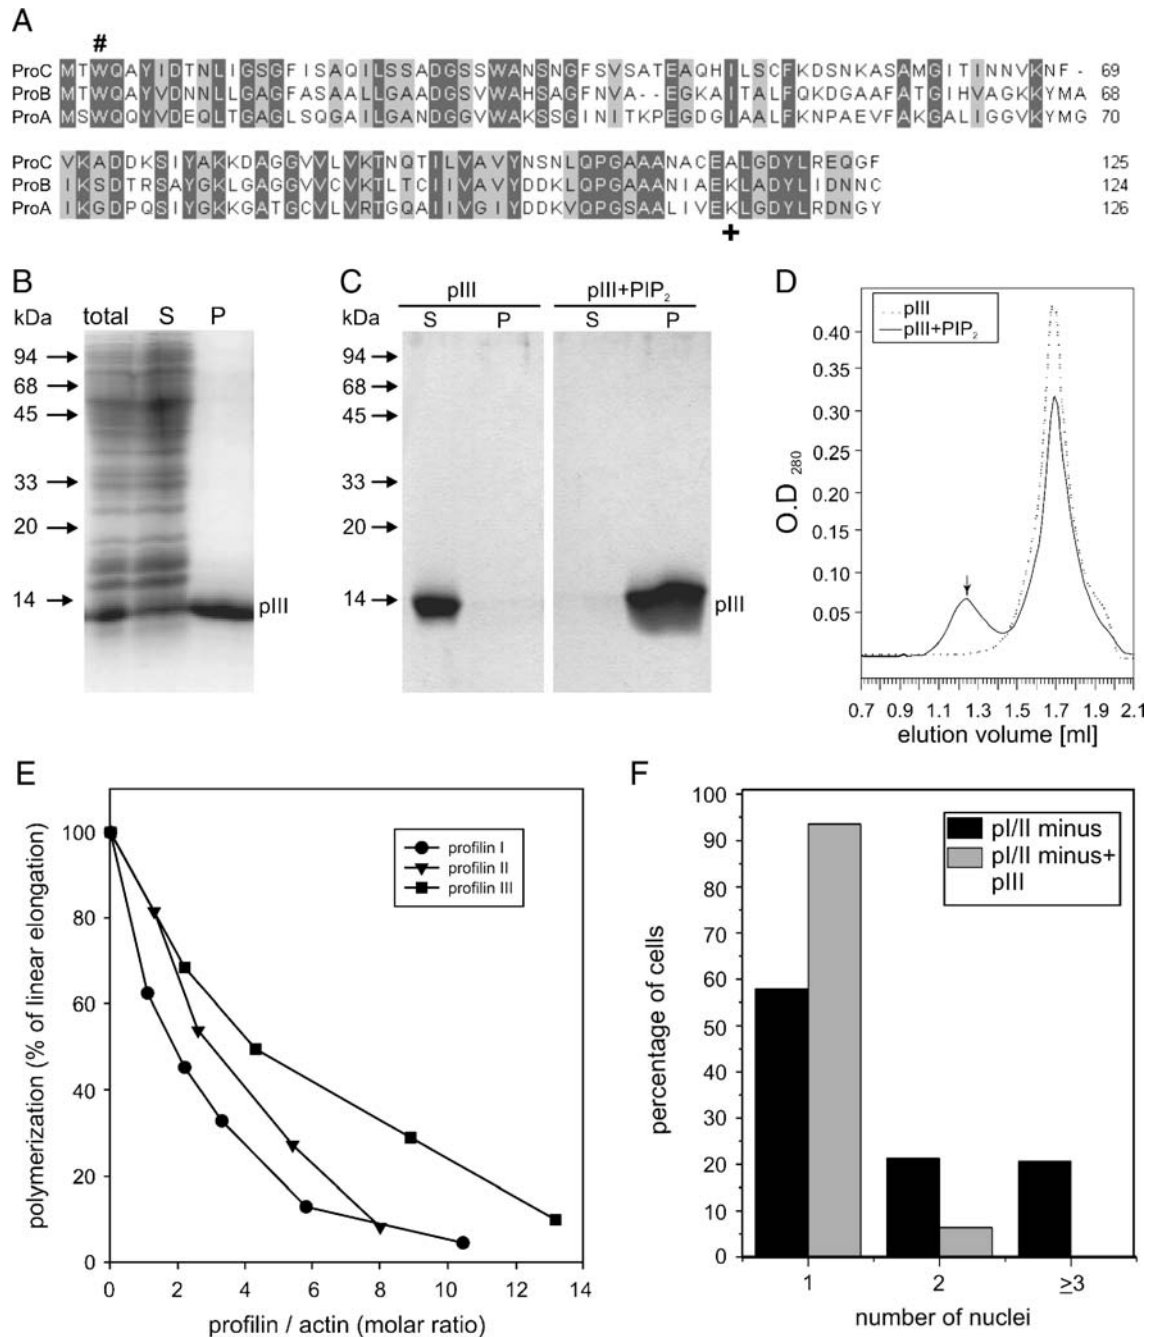 A
#
ProC MTWQAYIDTNLIGSGFISAQILSSADGSSWANSNGFSVSATEAQHILSCFKDSNKASAMGITINNVKNF- 69
ProB MTWQAYVDNNLLGAGFASAALLGAADGSVWAHSAGFNVA--EGKAITALFQKDGAAFATGIHVAGKKYMA 68
ProA MSWQQYVDEQLTGAGLSQGAILGANDGGVWAKSSGINITKPEGDGIAALFKNPAEVFAKGALIGGVKYMG 70
ProC VKADDKSIYAKKDAGGVVLVKTNQTILVAVYNSNLQPGAAANACEALGDYLREQGF 125
ProB IKSDTRSAYGKLGAGGVVCVKTLTCIIVAVYDDKLQPGAAANIAEKLADYLIDNNC 124
ProA IKGDPQSIYGKKGATGCVLVRTGQAIIVGIYDDKVQPGSAALIVEKLGDYLRDNGY 126
+
B
kDa total S P
94
68
45
33
20
14
pIII
C
pIII pIII+PIP2
kDa S P S P
94
68
45
33
20
14
pIII
D
pIII
pIII+PIP2
0.40
0.30
0.20
0.10
0.05
O.D 280
0.7 0.9 1.1 1.3 1.5 1.7 1.9 2.1
elution volume [ml]
E
100
80
60
40
20
0
polymerization (% of linear elongation)
profilin I
profilin II
profilin III
0 2 4 6 8 10 12 14
profilin / actin (molar ratio)
F
100
90
80
70
60
50
40
30
20
10
0
percentage of cells
pI/II minus
pI/II minus+
pIII
1 2 ≥3
number of nuclei